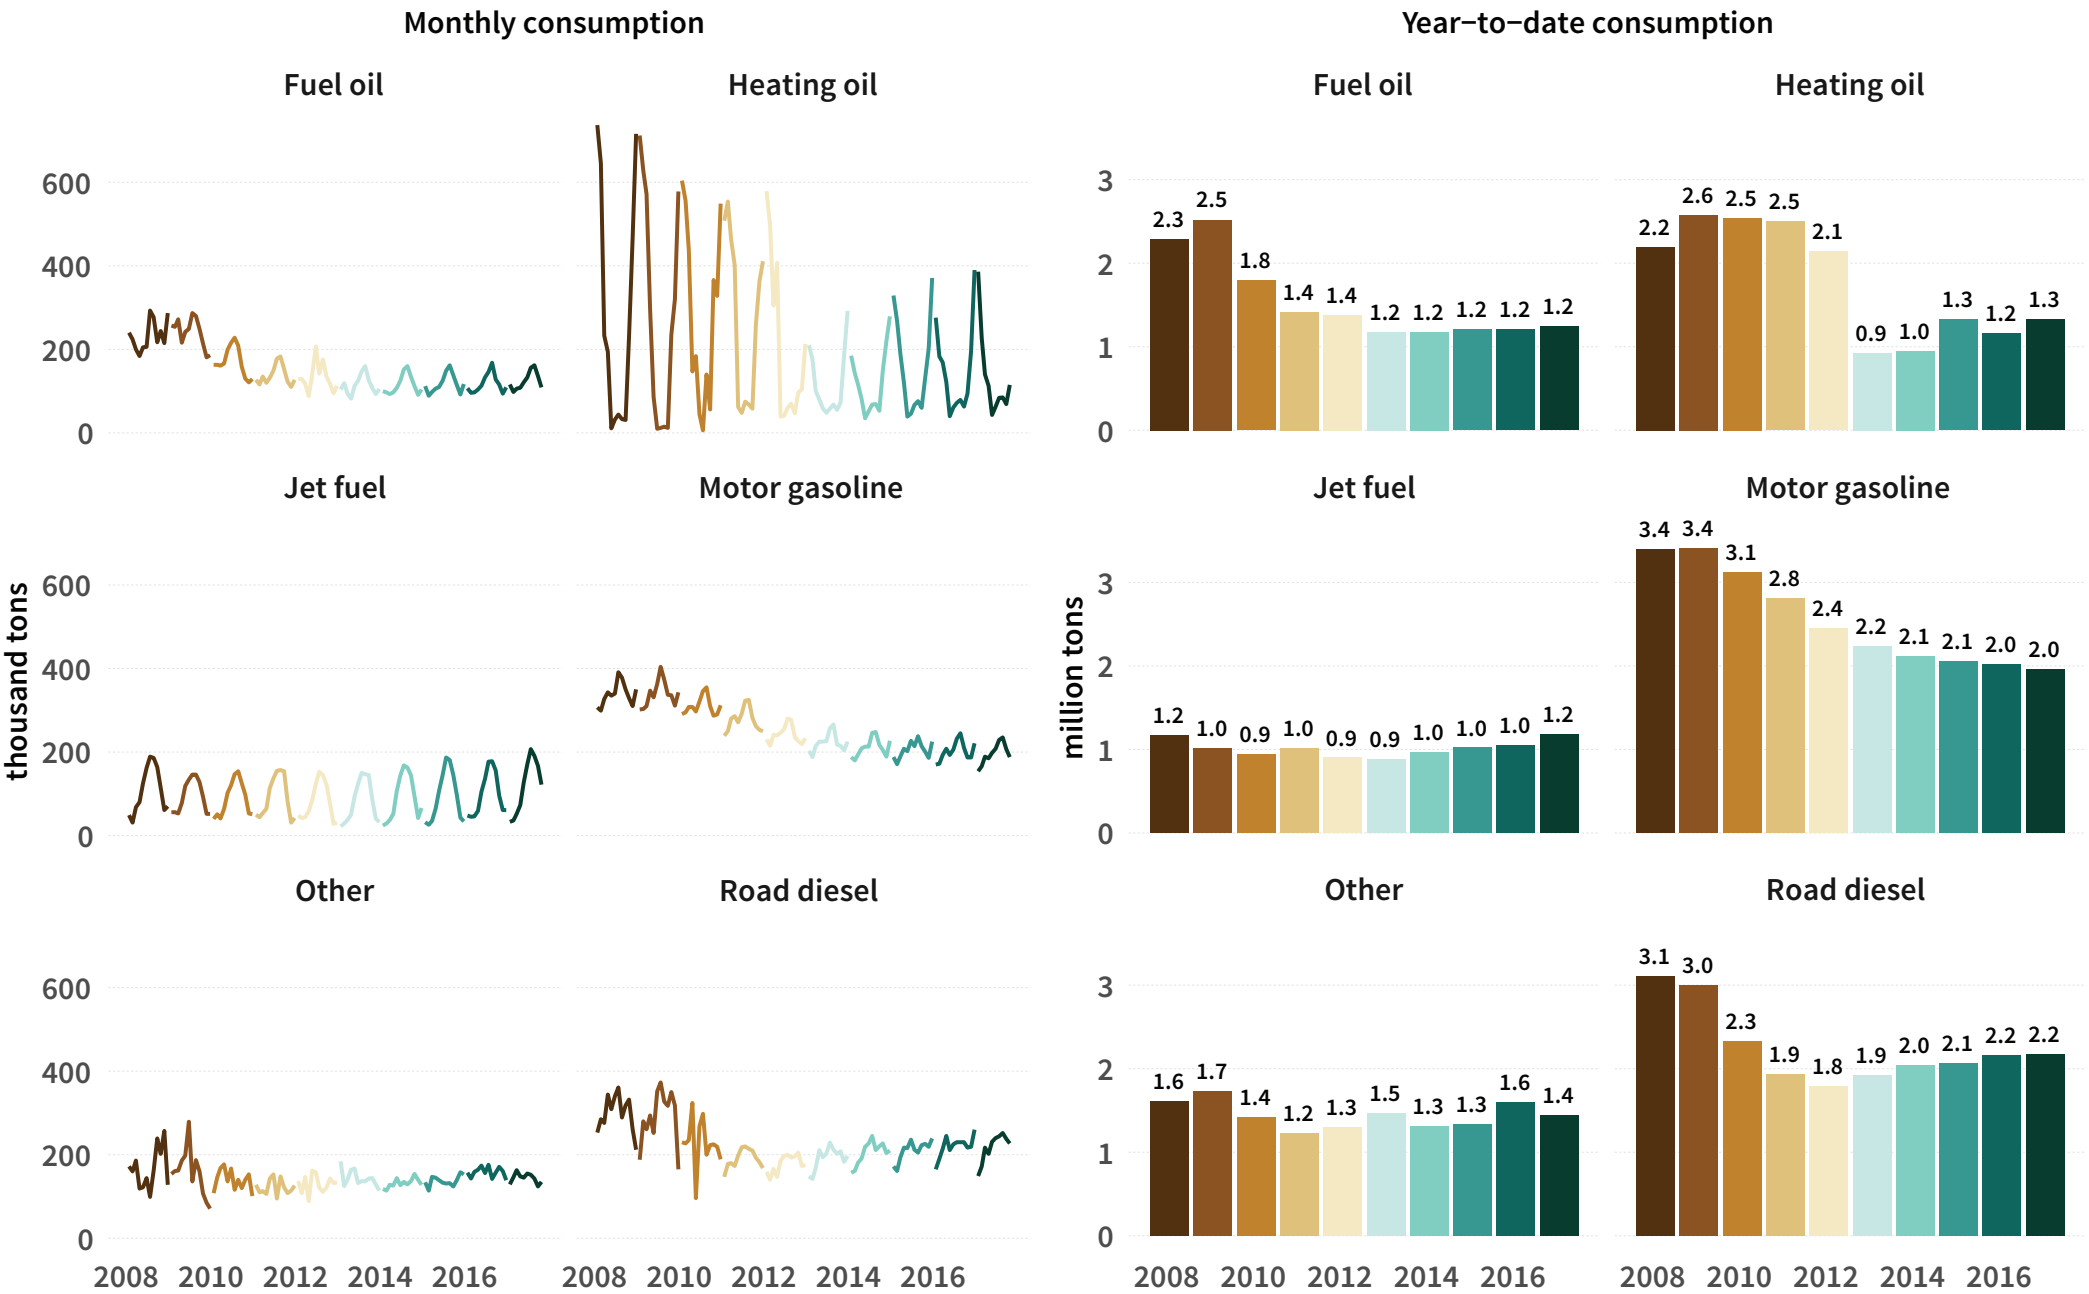 Monthly consumption
Year−to−date consumption
Fuel oil
Heating oil
Fuel oil
Heating oil
600
400
200
0
3
2
1
0
2.3 2.5 1.8 1.4 1.4 1.2 1.2 1.2 1.2 1.2
2.2 2.6 2.5 2.5 2.1 0.9 1.0 1.3 1.2 1.3
Jet fuel
Motor gasoline
Jet fuel
Motor gasoline
thousand tons
600
400
200
0
million tons
3
2
1
0
1.2 1.0 0.9 1.0 0.9 0.9 1.0 1.0 1.0 1.2
3.4 3.4 3.1 2.8 2.4 2.2 2.1 2.1 2.0 2.0
Other
Road diesel
Other
Road diesel
600
400
200
0
3
2
1
0
1.6 1.7 1.4 1.2 1.3 1.5 1.3 1.3 1.6 1.4
3.1 3.0 2.3 1.9 1.8 1.9 2.0 2.1 2.2 2.2
2008 2010 2012 2014 2016
2008 2010 2012 2014 2016
2008 2010 2012 2014 2016
2008 2010 2012 2014 2016